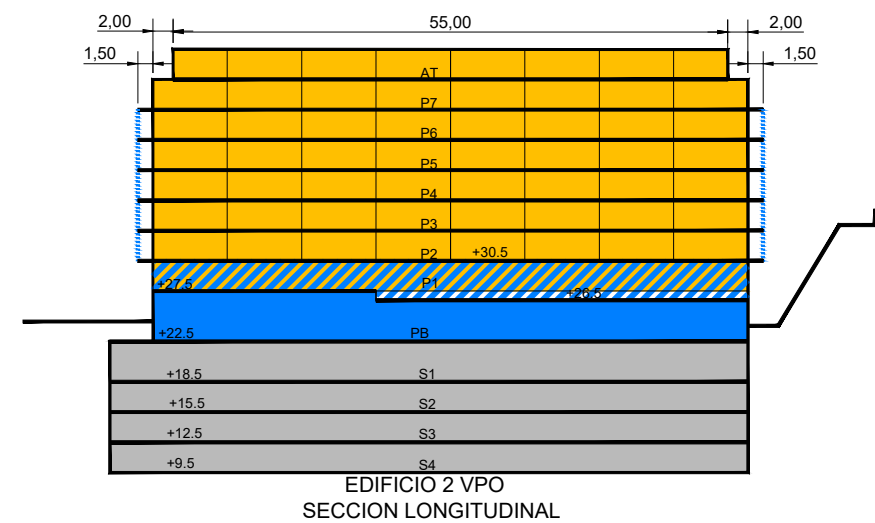 2,00 55,00 2,00
1,50 1,50
AT
P7
P6
P5
P4
P3
P2 +30.5
+27.5 P1 +26.5
+22.5 PB
+18.5 S1
+15.5 S2
+12.5 S3
+9.5 S4
EDIFICIO 2 VPO
SECCION LONGITUDINAL